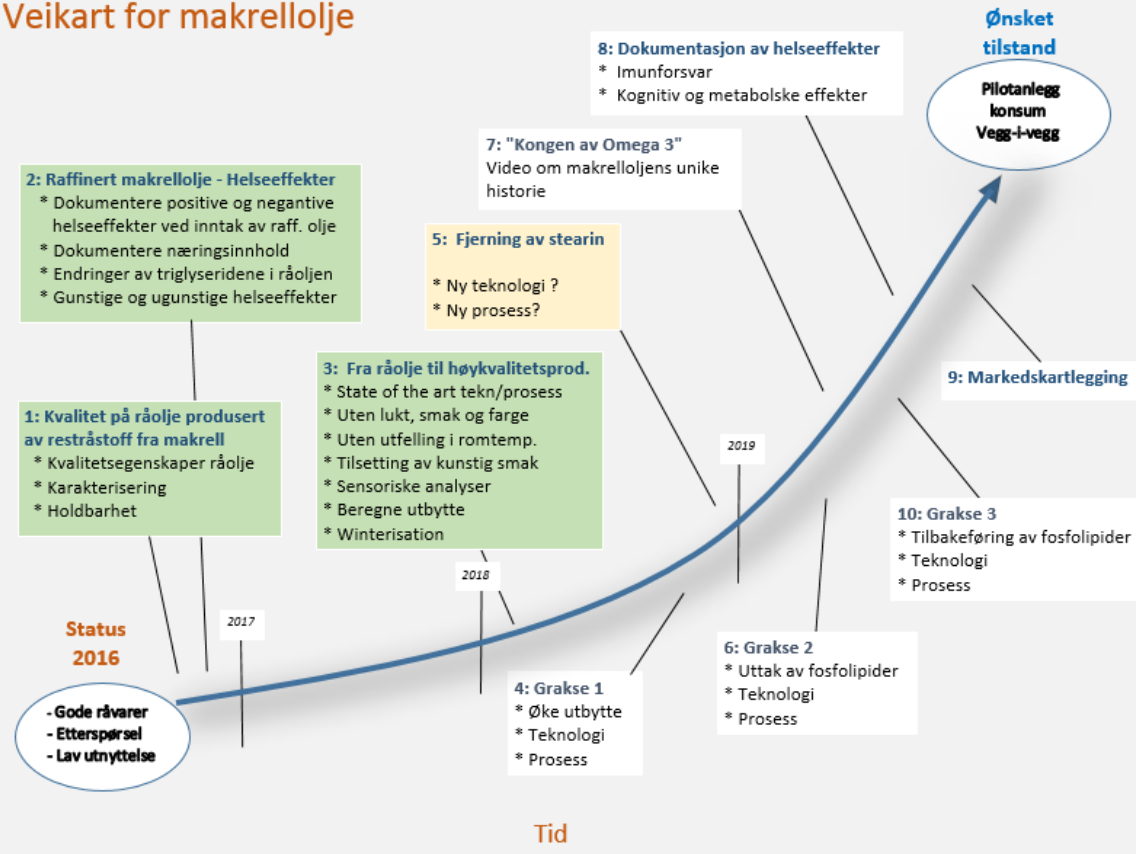 Veikart for makrellolje
Ønsket
tilstand
Pilotanlegg
konsum
Vegg-i-vegg
8: Dokumentasjon av helseeffekter
* Imunforsvar
* Kognitiv og metabolske effekter
7: "Kongen av Omega 3"
Video om makrelloljens unike
historie
2: Raffinert makrellolje - Helseeffekter
* Dokumentere positive og negantive
helseeffekter ved inntak av raff. olje
* Dokumentere næringsinnhold
* Endringer av triglyseridene i råoljen
* Gunstige og ugunstige helseeffekter
5: Fjerning av stearin
* Ny teknologi ?
* Ny prosess?
3: Fra råolje til høykvalitetsprod.
* State of the art tekn/prosess
* Uten lukt, smak og farge
* Uten utfelling i romtemp.
* Tilsetting av kunstig smak
* Sensoriske analyser
* Beregne utbytte
* Winterisation
1: Kvalitet på råolje produsert
av restråstoff fra makrell
* Kvalitetsegenskaper råolje
* Karakterisering
* Holdbarhet
9: Markedskartlegging
2019
10: Grakse 3
* Tilbakeføring av fosfolipider
* Teknologi
* Prosess
2018
2017
Status
2016
- Gode råvarer
- Etterspørsel
- Lav utnyttelse
6: Grakse 2
* Uttak av fosfolipider
* Teknologi
* Prosess
4: Grakse 1
* Øke utbytte
* Teknologi
* Prosess
Tid